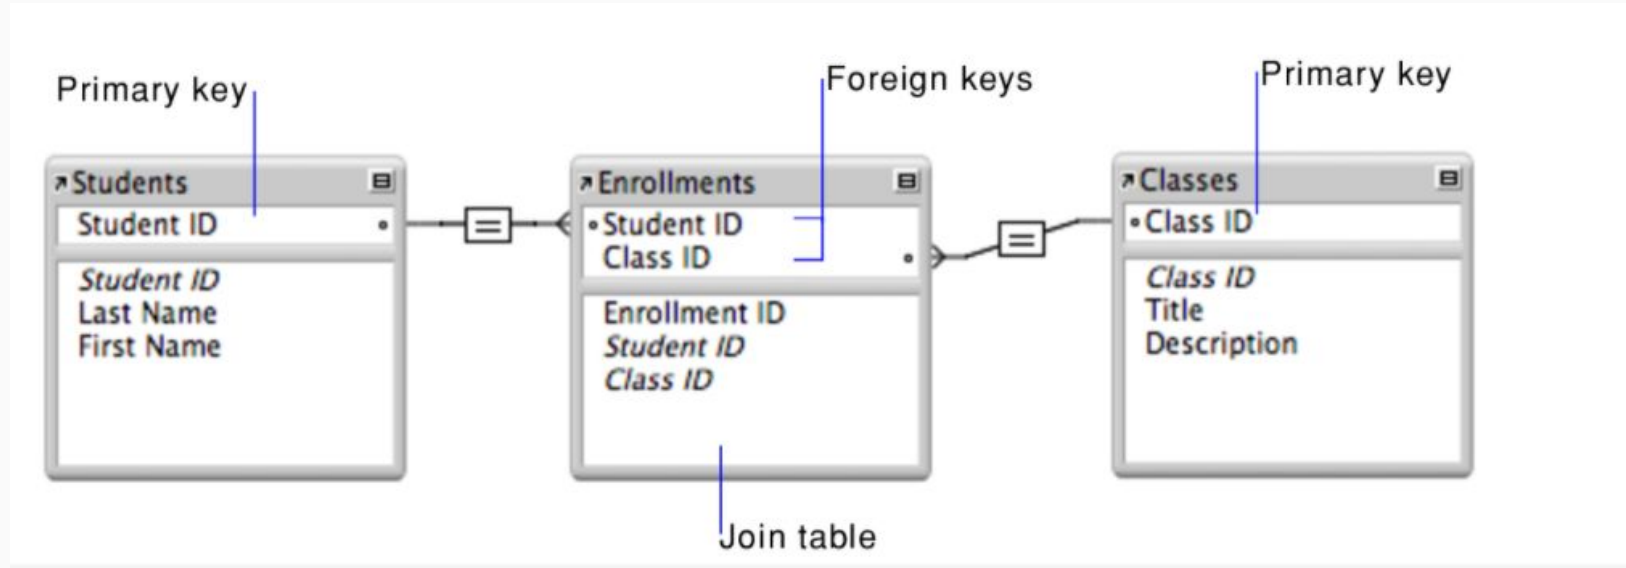 Primary key
Foreign keys
Primary key
Students
Student ID
Student ID
Last Name
First Name
Enrollments
Student ID
Class ID
Enrollment ID
Student ID
Class ID
Classes
Class ID
Class ID
Title
Description
Join table